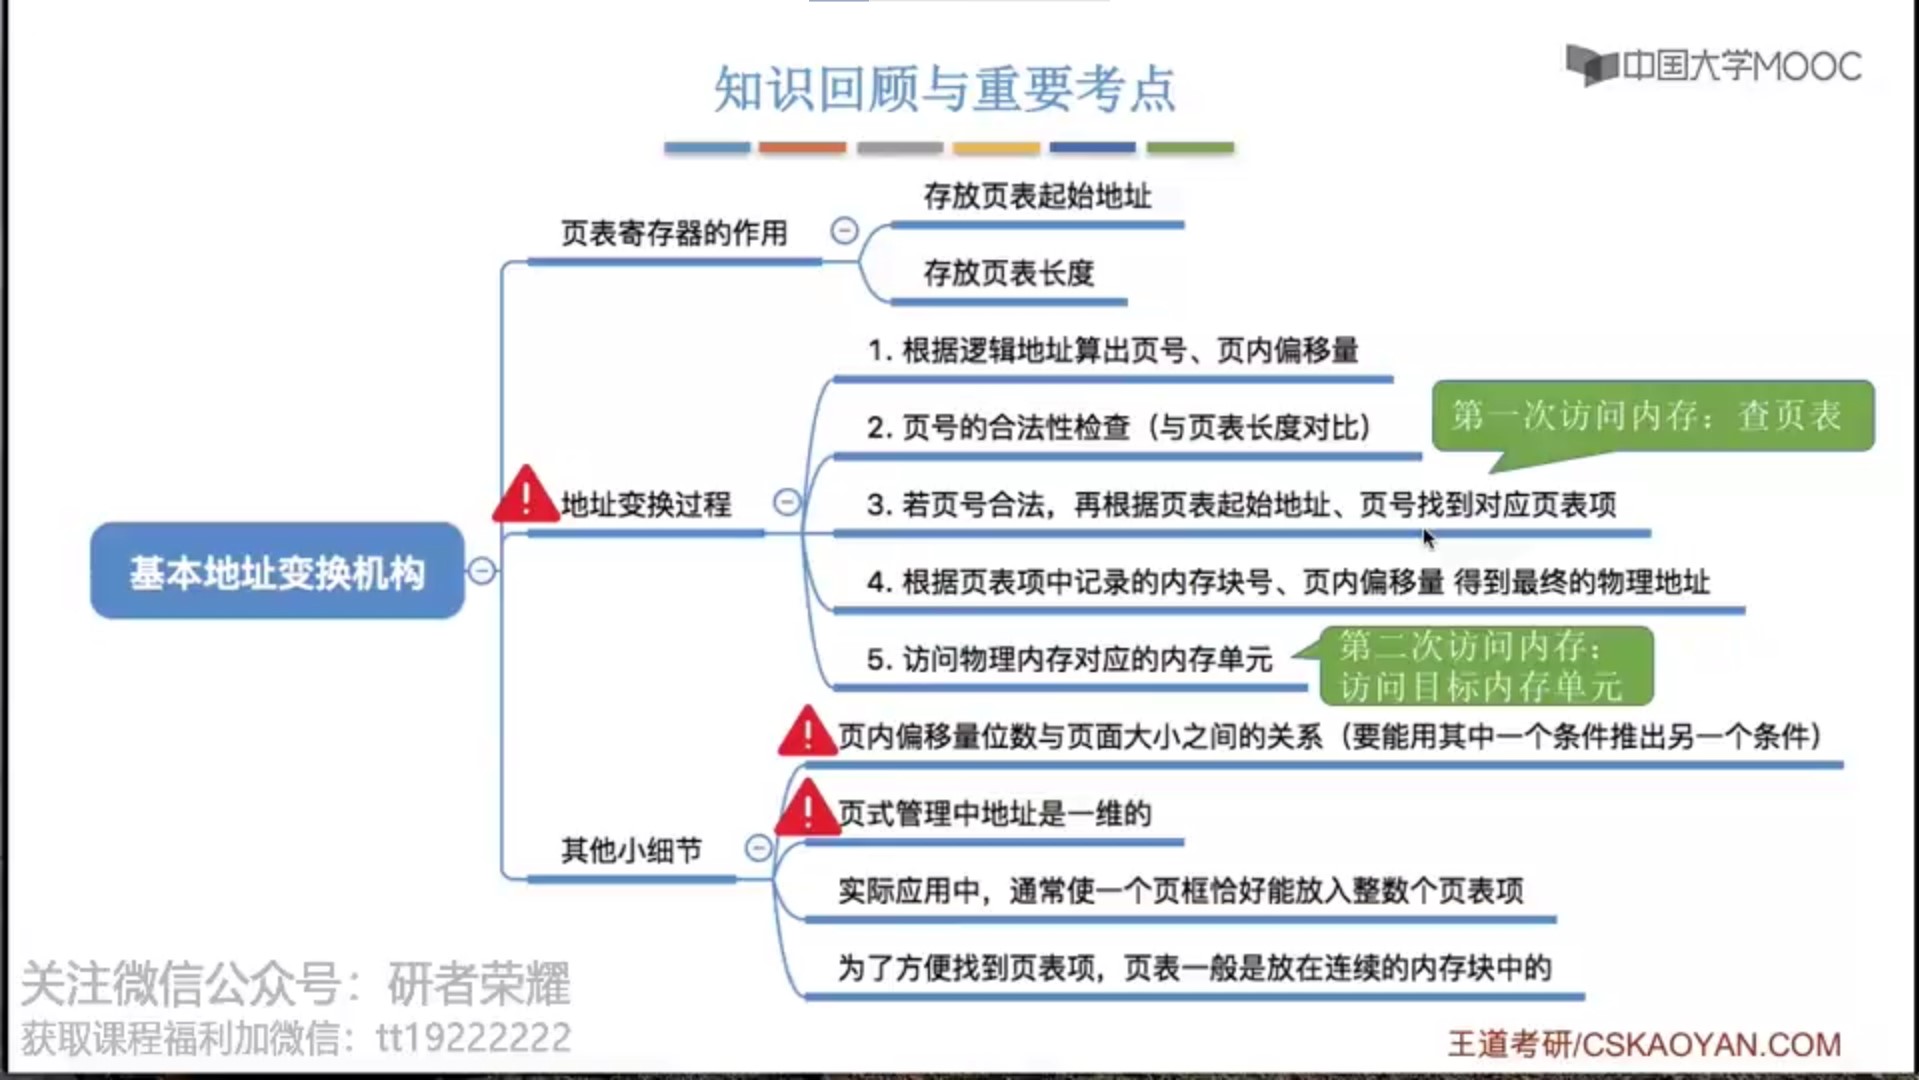 中国大学MOOC
知识回顾与重要考点
基本地址变换机构
页表寄存器的作用
存放页表起始地址
存放页表长度
地址变换过程
1. 根据逻辑地址算出页号、页内偏移量
2. 页号的合法性检查（与页表长度对比）
第一次访问内存：查页表
3. 若页号合法，再根据页表起始地址、页号找到对应页表项
4. 根据页表项中记录的内存块号、页内偏移量 得到最终的物理地址
5. 访问物理内存对应的内存单元
第二次访问内存：
访问目标内存单元
其他小细节
页内偏移量位数与页面大小之间的关系（要能用其中一个条件推出另一个条件）
页式管理中地址是一维的
实际应用中，通常使一个页框恰好能放入整数个页表项
为了方便找到页表项，页表一般是放在连续的内存块中的
关注微信公众号：研者荣耀
获取课程福利加微信：tt19222222
王道考研/CSKAOYAN.COM